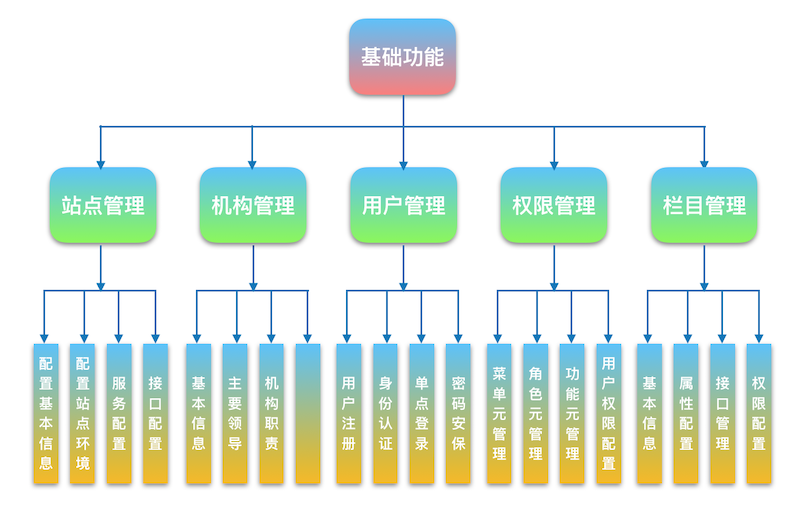 基础功能
站点管理
机构管理
用户管理
权限管理
栏目管理
配置基本信息
配置站点环境
服务配置
接口配置
基本信息
主要领导
机构职责
用户注册
身份认证
单点登录
密码安保
菜单元管理
角色元管理
功能元管理
用户权限配置
基本信息
属性配置
接口管理
权限配置